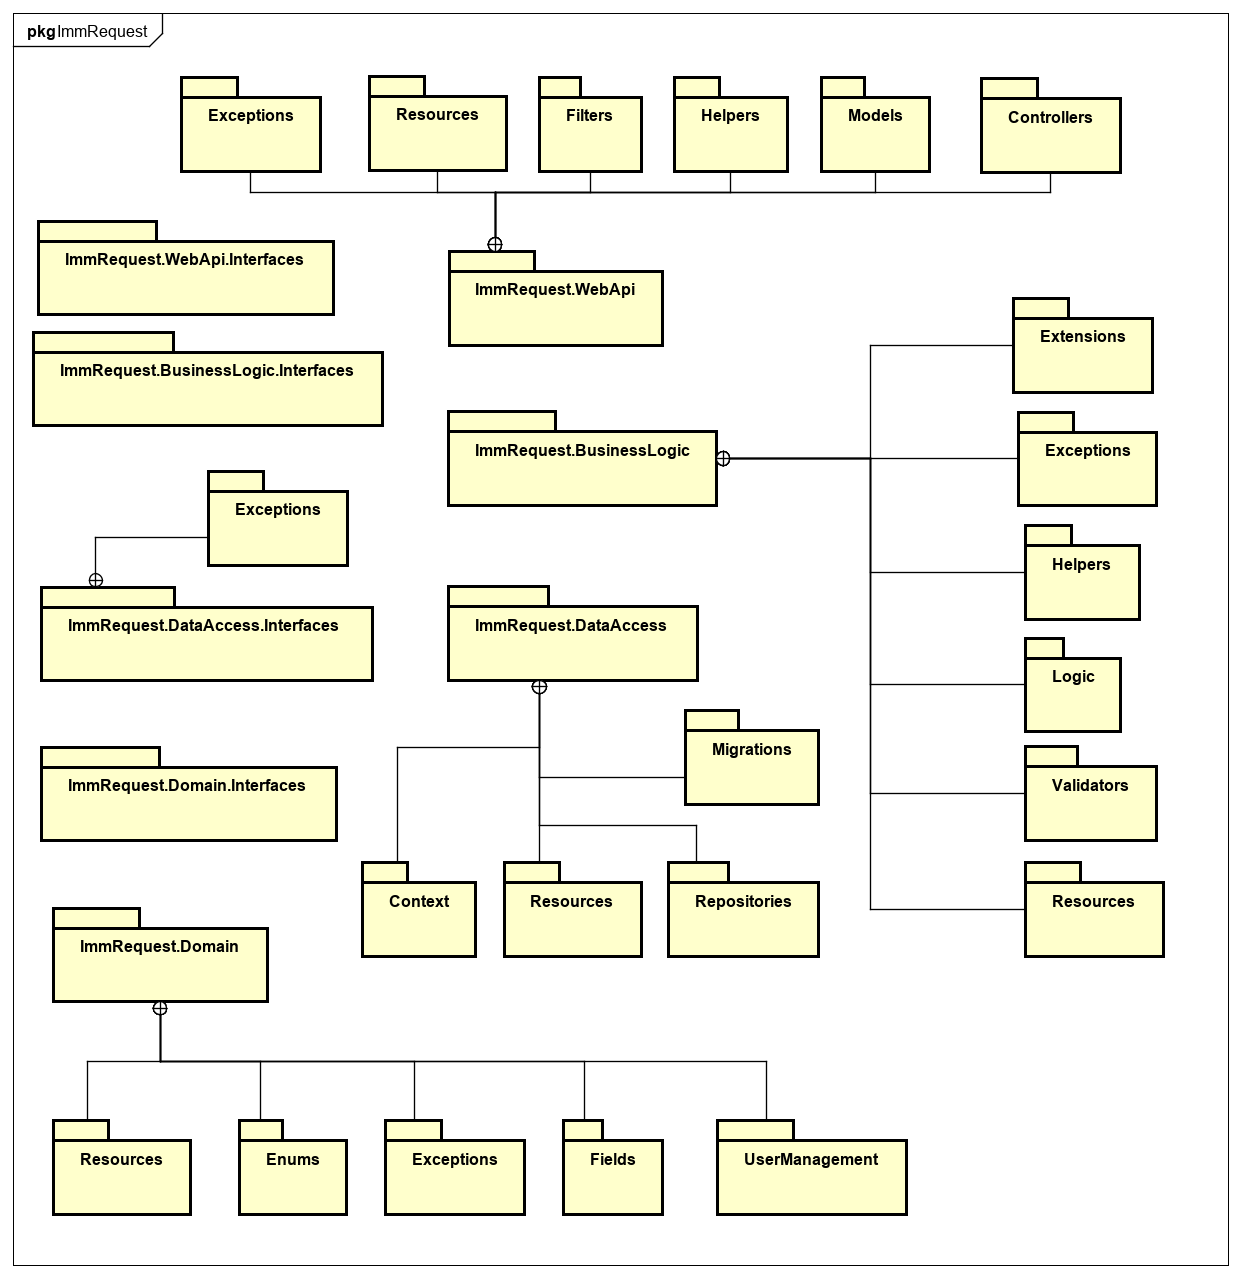 pkg ImmRequest
Exceptions
Resources
Filters
Helpers
Models
Controllers
ImmRequest.WebApi.Interfaces
ImmRequest.WebApi
ImmRequest.BusinessLogic.Interfaces
Extensions
ImmRequest.BusinessLogic
Exceptions
Exceptions
Helpers
ImmRequest.DataAccess.Interfaces
ImmRequest.DataAccess
Logic
Migrations
ImmRequest.Domain.Interfaces
Validators
Context
Resources
Repositories
Resources
ImmRequest.Domain
Resources
Enums
Exceptions
Fields
UserManagement